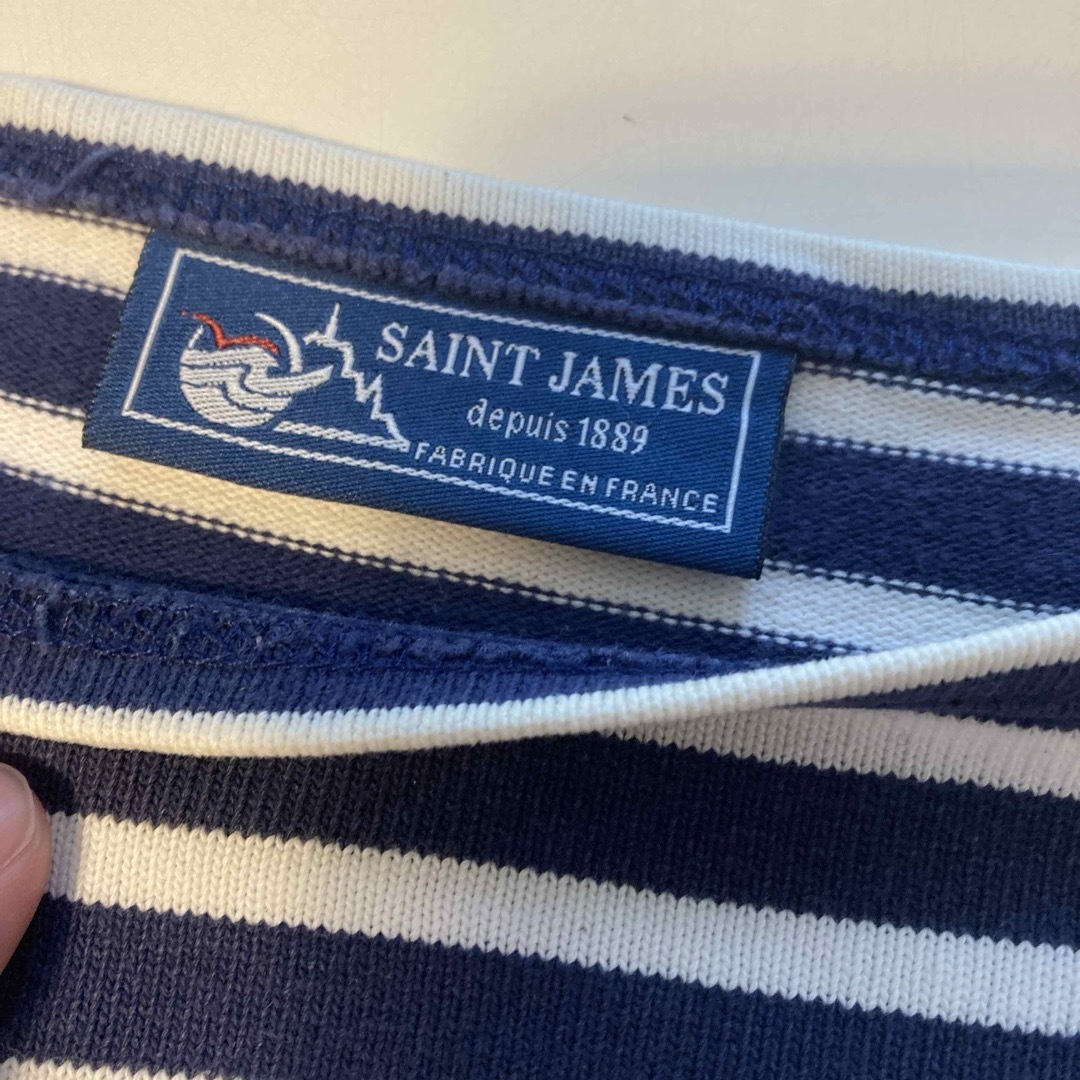 SAINT JAMES
depuis 1889
FABRIQUE EN FRANCE